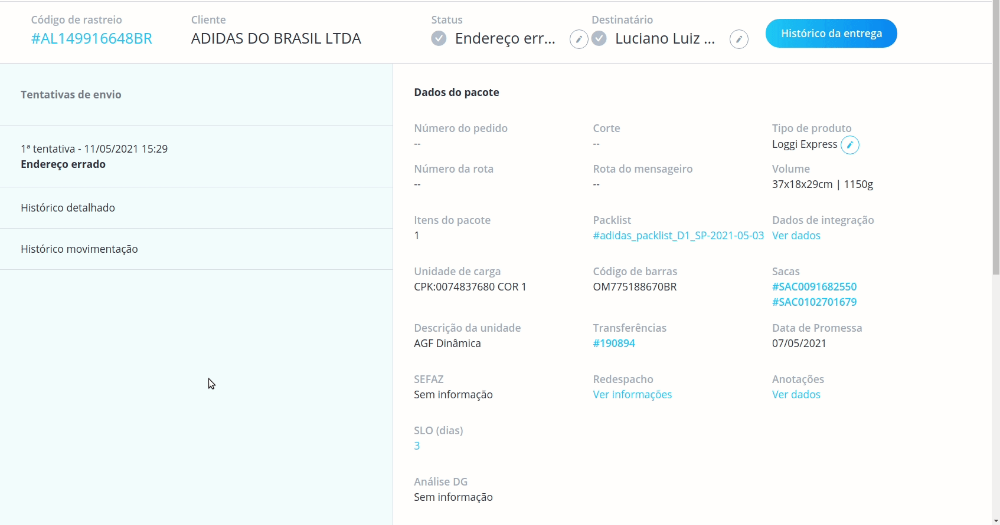 Código de rastreio
#AL149916648BR
Cliente
ADIDAS DO BRASIL LTDA
Status
Endereço err...
Destinatário
Luciano Luiz ...
Histórico da entrega
Tentativas de envio
1ª tentativa - 11/05/2021 15:29
Endereço errado
Histórico detalhado
Histórico movimentação
Dados do pacote
Número do pedido
--
Corte
--
Tipo de produto
Loggi Express
Número da rota
--
Rota do mensageiro
--
Volume
37x18x29cm | 1150g
Itens do pacote
1
Packlist
#adidas_packlist_D1_SP-2021-05-03
Dados de integração
Ver dados
Unidade de carga
CPK:0074837680 COR 1
Código de barras
OM775188670BR
Sacas
#SAC0091682550
#SAC0102701679
Descrição da unidade
AGF Dinâmica
Transferências
#190894
Data de Promessa
07/05/2021
SEFAZ
Sem informação
Redespacho
Ver informações
Anotações
Ver dados
SLO (dias)
3
Análise DG
Sem informação